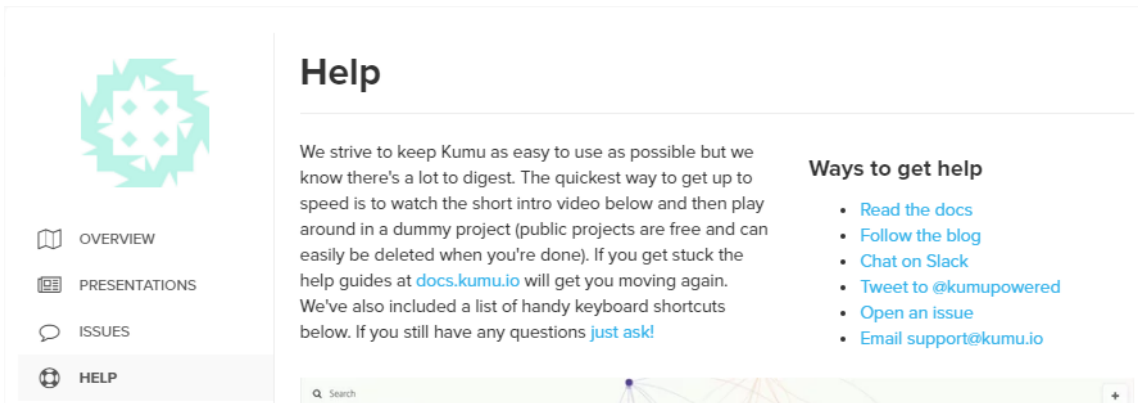 Help
We strive to keep Kumu as easy to use as possible but we
know there's a lot to digest. The quickest way to get up to
speed is to watch the short intro video below and then play
around in a dummy project (public projects are free and can
easily be deleted when you're done). If you get stuck the
help guides at docs.kumu.io will get you moving again.
We've also included a list of handy keyboard shortcuts
below. If you still have any questions just ask!
Ways to get help
• Read the docs
• Follow the blog
• Chat on Slack
• Tweet to @kumupowered
• Open an issue
• Email support@kumu.io
OVERVIEW
PRESENTATIONS
ISSUES
HELP
Search
+